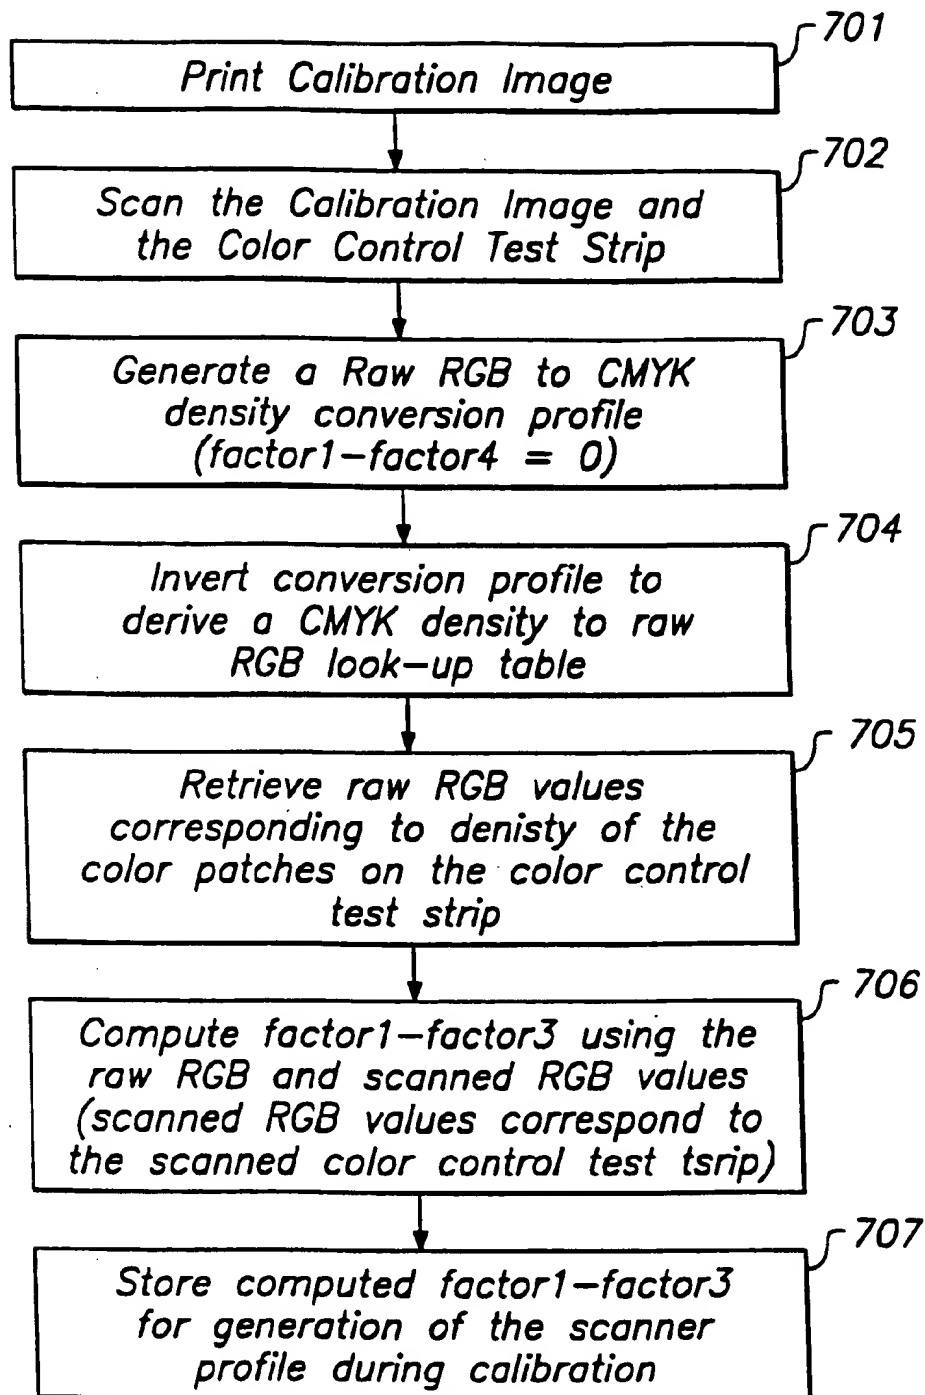 701
Print Calibration Image
702
Scan the Calibration Image and
the Color Control Test Strip
703
Generate a Raw RGB to CMYK
density conversion profile
(factor1-factor4 = 0)
704
Invert conversion profile to
derive a CMYK density to raw
RGB look-up table
705
Retrieve raw RGB values
corresponding to denisty of the
color patches on the color control
test strip
706
Compute factor1-factor3 using the
raw RGB and scanned RGB values
(scanned RGB values correspond to
the scanned color control test tsrip)
707
Store computed factor1-factor3
for generation of the scanner
profile during calibration